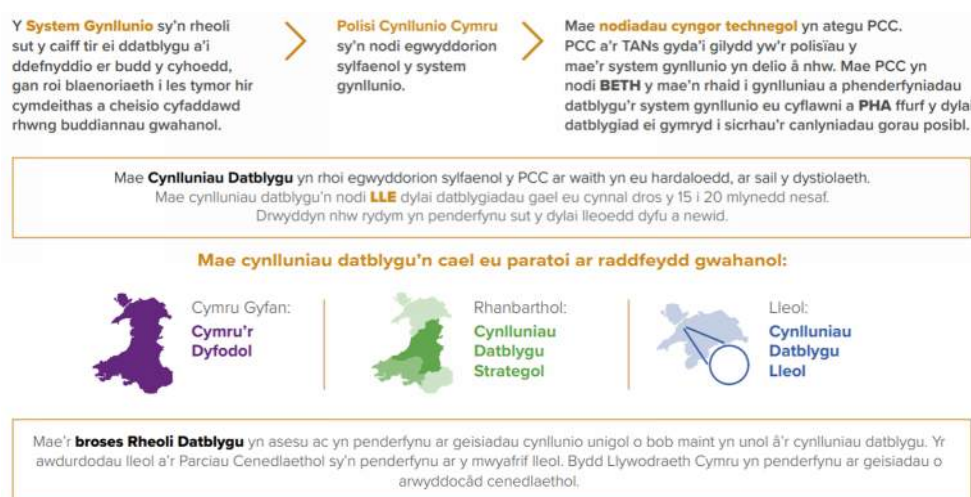 Y System Gynllunio sy'n rheoli
sut y caiff tir ei ddatblygu a'i
ddefnyddio er budd y cyhoedd,
gan roi blaenoriaeth i les tymor hir
cymdeithas a cheisio cyfaddawd
rhwng buddiannau gwahanol.
Polisi Cynllunio Cymru
sy'n nodi egwyddorion
sylfaenol y system
gynllunio.
Mae nodiadau cyngor technegol yn ategu PCC.
PCC a'r TANs gyda'i gilydd yw'r polisïau y
mae'r system gynllunio yn delio â nhw. Mae PCC yn
nodi BETH y mae'n rhaid i gynlluniau a phenderfyniadau
datblygu'r system gynllunio eu cyflawni a PHA ffurf y dylai
datblygiad ei gymryd i sicrhau'r canlyniadau gorau posibl.
Mae Cynlluniau Datblygu yn rhoi egwyddorion sylfaenol y PCC ar waith yn eu hardaloedd, ar sail y dystiolaeth.
Mae cynlluniau datblygu'n nodi LLE dylai datblygiadau gael eu cynnal dros y 15 i 20 mlynedd nesaf.
Drwyddyn nhw rydym yn penderfynu sut y dylai lleoedd dyfu a newid.
Mae cynlluniau datblygu'n cael eu paratoi ar raddfeydd gwahanol:
Cymru Gyfan:
Cymru'r
Dyfodol
Rhanbarthol:
Cynlluniau
Datblygu
Strategol
Lleol:
Cynlluniau
Datblygu
Lleol
Mae'r broses Rheoli Datblygu yn asesu ac yn penderfynu ar geisiadau cynllunio unigol o bob maint yn unol â'r cynlluniau datblygu. Yr
awdurdodau lleol a'r Parciau Cenedlaethol sy'n penderfynu ar y mwyafrif lleol. Bydd Llywodraeth Cymru yn penderfynu ar geisiadau o
arwyddocâd cenedlaethol.